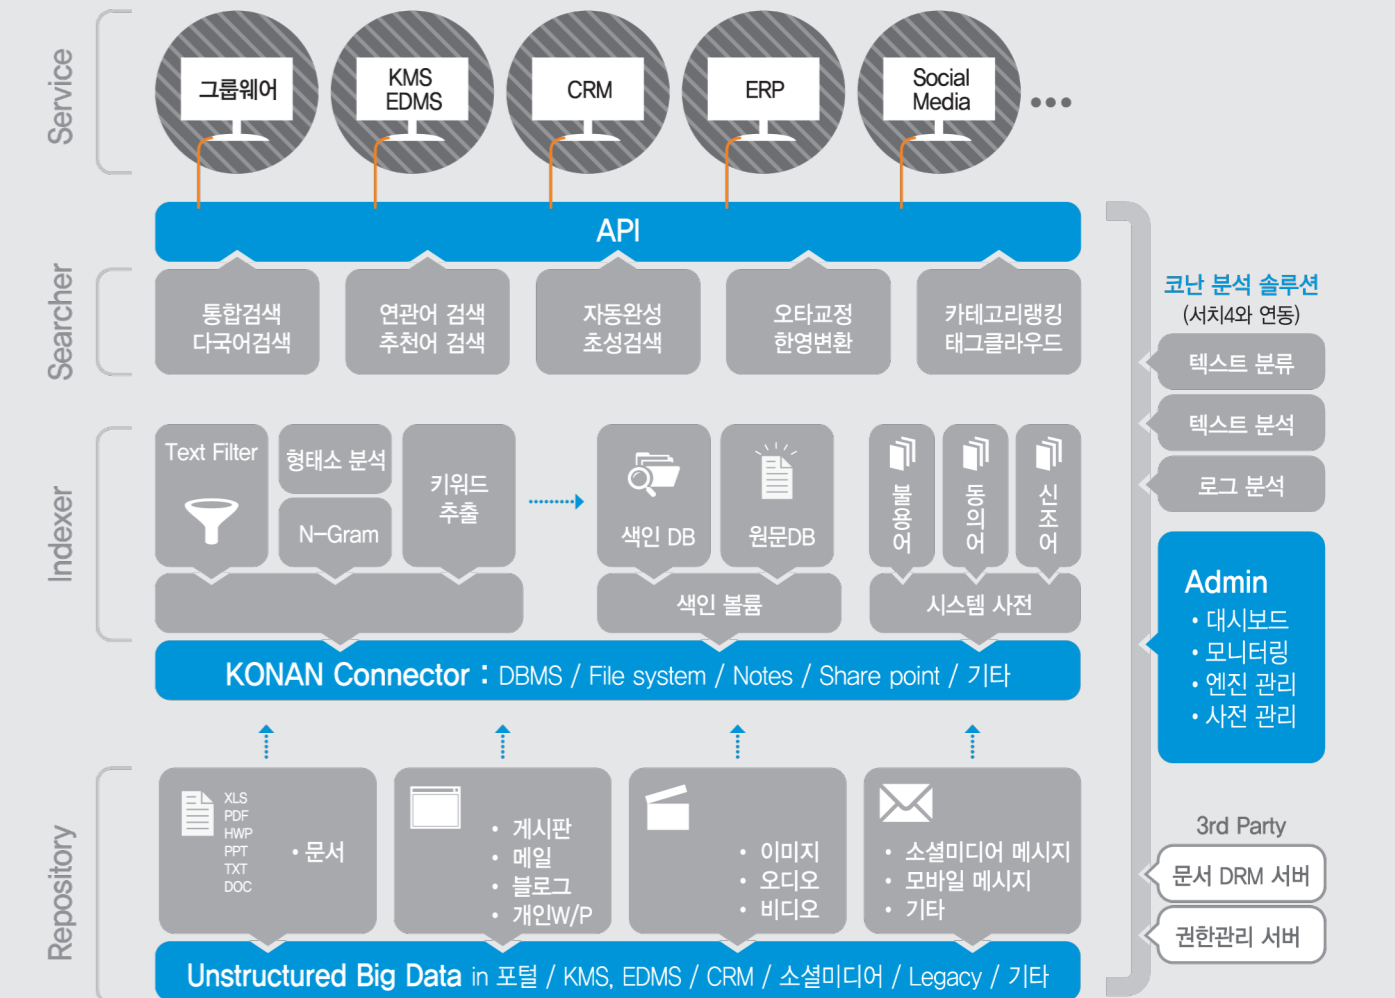 Service
그룹웨어
KMS
EDMS
CRM
ERP
Social
Media
API
Searcher
통합검색
다국어검색
연관어 검색
추천어 검색
자동완성
초성검색
오타교정
한영변환
카테고리랭킹
태그클라우드
Indexer
Text Filter
형태소 분석
N-Gram
키워드
추출
색인 DB
원문DB
색인 볼륨
불용어
동의어
신조어
시스템 사전
KONAN Connector : DBMS / File system / Notes / Share point / 기타
Repository
XLS
PDF
HWP
PPT
TXT
DOC
• 문서
• 게시판
• 메일
• 블로그
• 개인W/P
• 이미지
• 오디오
• 비디오
• 소셜미디어 메시지
• 모바일 메시지
• 기타
Unstructured Big Data in 포털 / KMS, EDMS / CRM / 소셜미디어 / Legacy / 기타
코난 분석 솔루션
(서치4와 연동)
텍스트 분류
텍스트 분석
로그 분석
Admin
• 대시보드
• 모니터링
• 엔진 관리
• 사전 관리
3rd Party
문서 DRM 서버
권한관리 서버